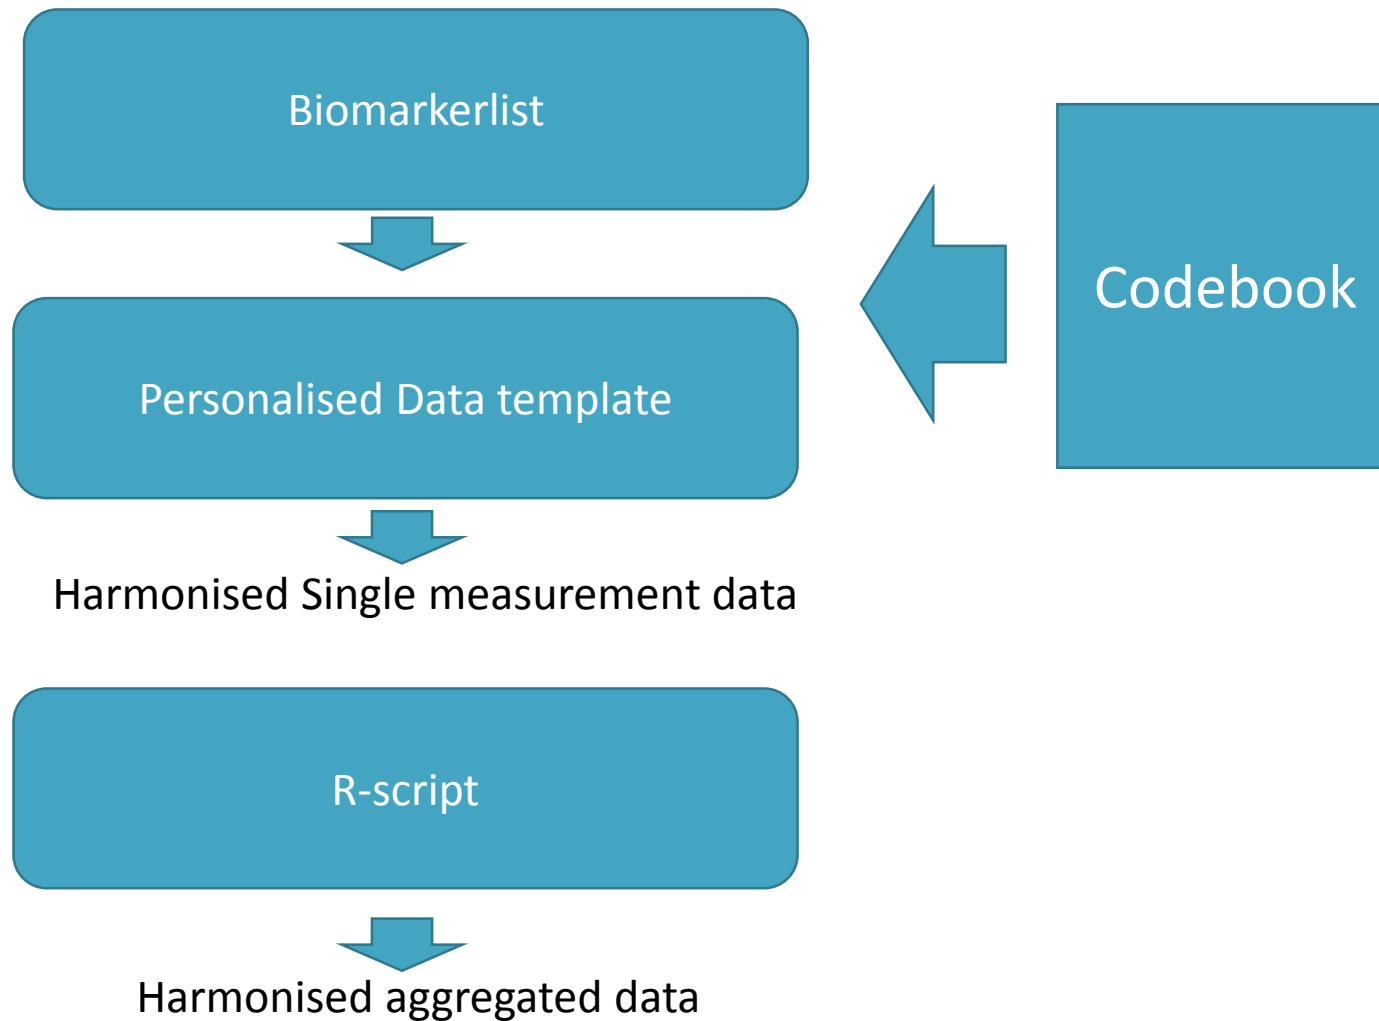 Biomarkerlist
Codebook
Personalised Data template
Harmonised Single measurement data
R-script
Harmonised aggregated data